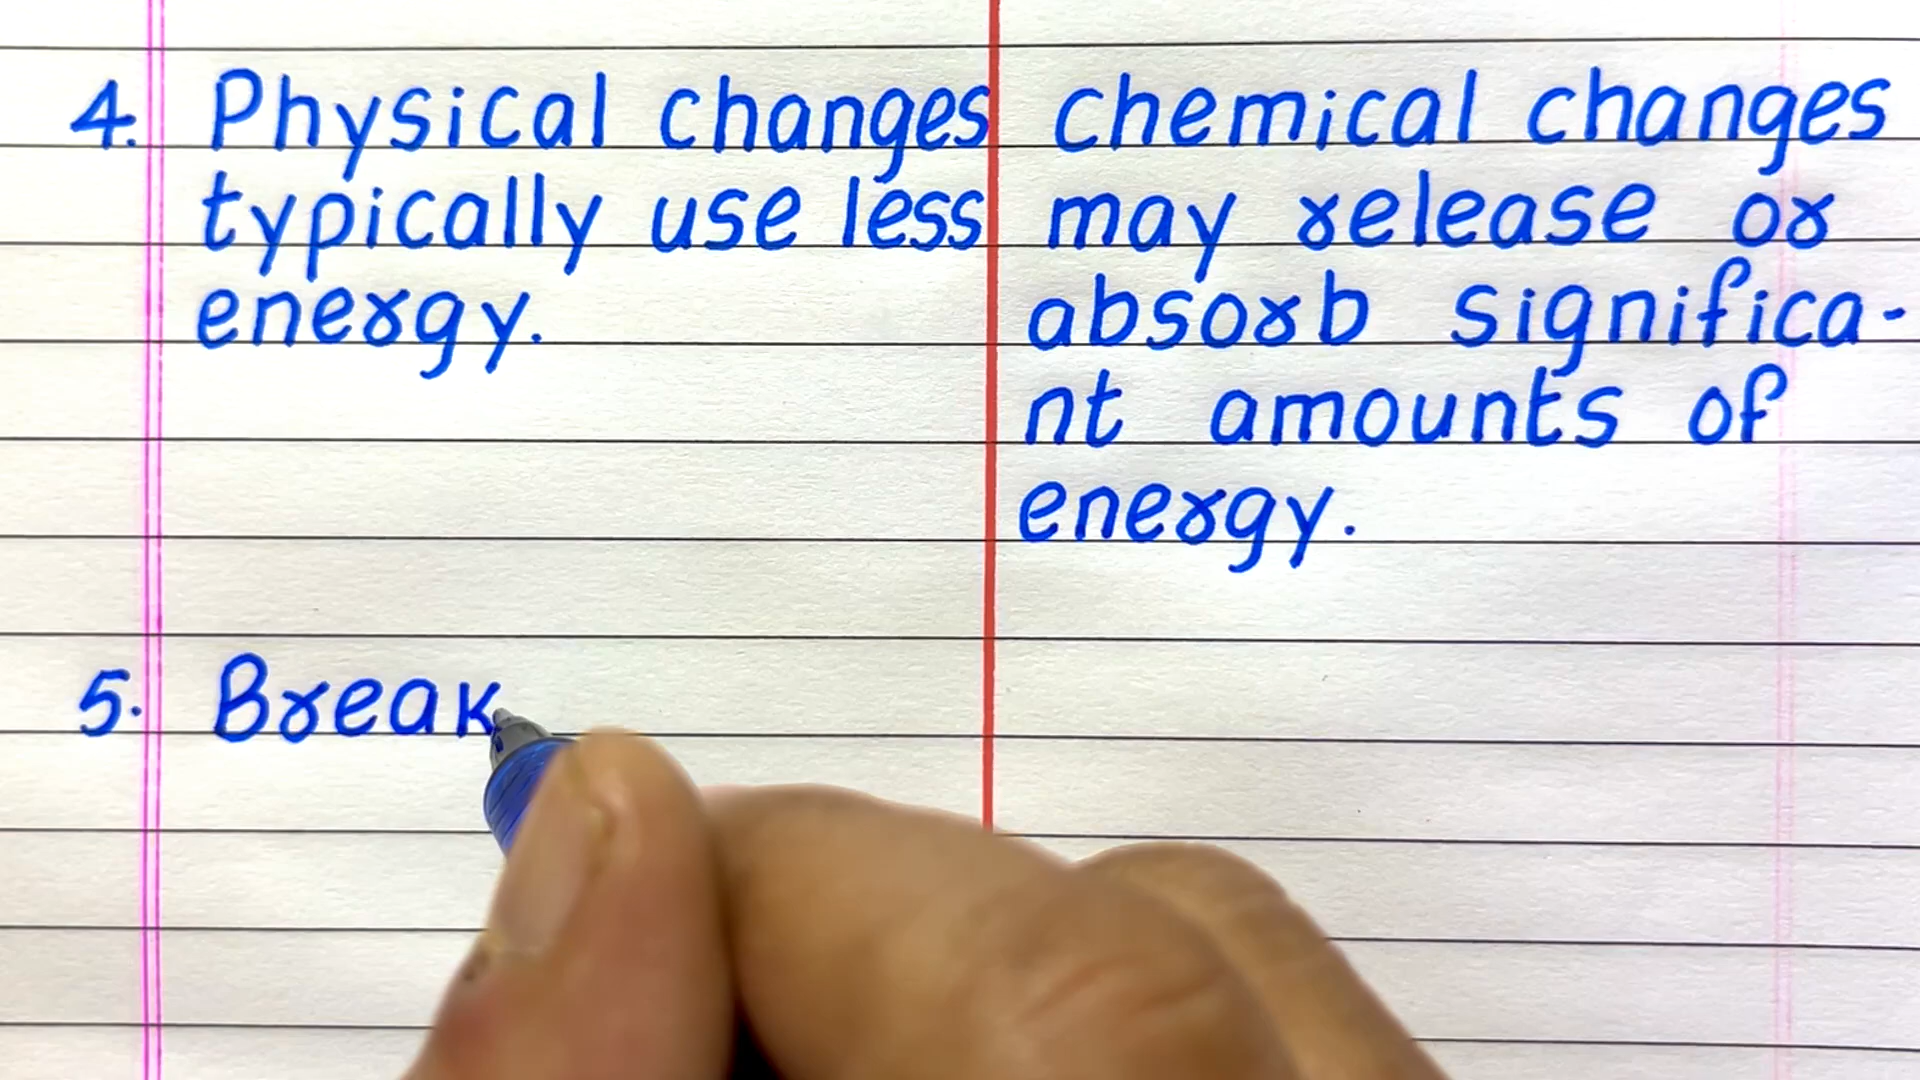 4. Physical changes
typically use less
energy.
chemical changes
may release or
absorb significa-
nt amounts of
energy.
5. Break